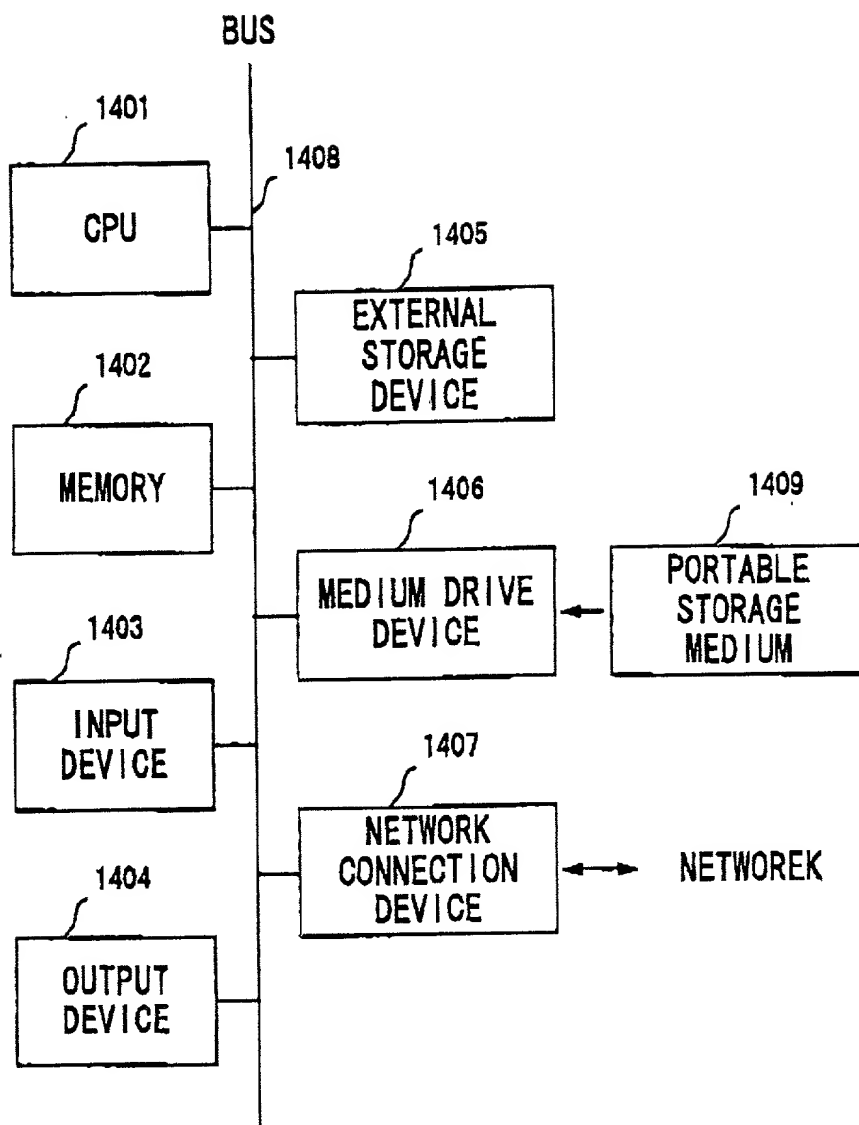 BUS
1401
CPU
1408
1405
EXTERNAL
STORAGE
DEVICE
1402
MEMORY
1406
MEDIUM DRIVE
DEVICE
1409
PORTABLE
STORAGE
MEDIUM
1403
INPUT
DEVICE
1407
NETWORK
CONNECTION
DEVICE
NETWOREK
1404
OUTPUT
DEVICE